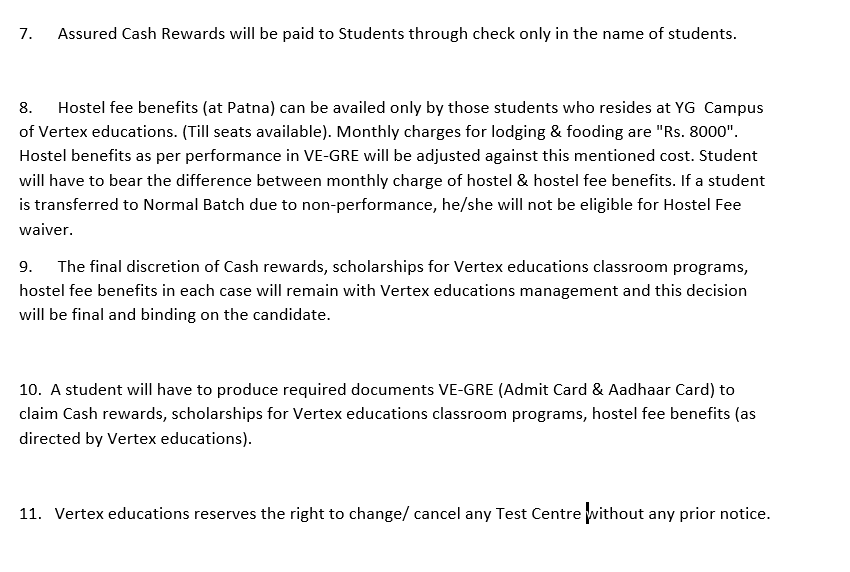 7. Assured Cash Rewards will be paid to Students through check only in the name of students.
8. Hostel fee benefits (at Patna) can be availed only by those students who resides at YG Campus
of Vertex educations. (Till seats available). Monthly charges for lodging & fooding are "Rs. 8000".
Hostel benefits as per performance in VE-GRE will be adjusted against this mentioned cost. Student
will have to bear the difference between monthly charge of hostel & hostel fee benefits. If a student
is transferred to Normal Batch due to non-performance, he/she will not be eligible for Hostel Fee
waiver.
9. The final discretion of Cash rewards, scholarships for Vertex educations classroom programs,
hostel fee benefits in each case will remain with Vertex educations management and this decision
will be final and binding on the candidate.
10. A student will have to produce required documents VE-GRE (Admit Card & Aadhaar Card) to
claim Cash rewards, scholarships for Vertex educations classroom programs, hostel fee benefits (as
directed by Vertex educations).
11. Vertex educations reserves the right to change/ cancel any Test Centre without any prior notice.